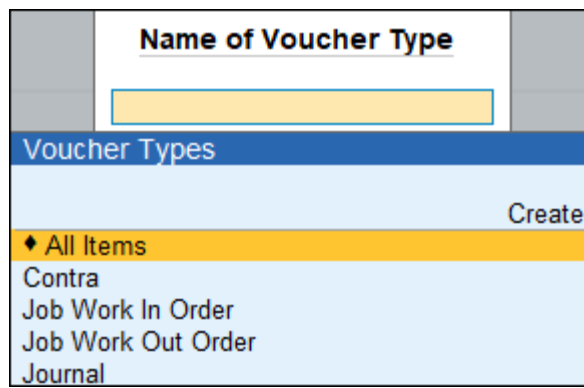 Name of Voucher Type
Voucher Types
Create
♦ All Items
Contra
Job Work In Order
Job Work Out Order
Journal